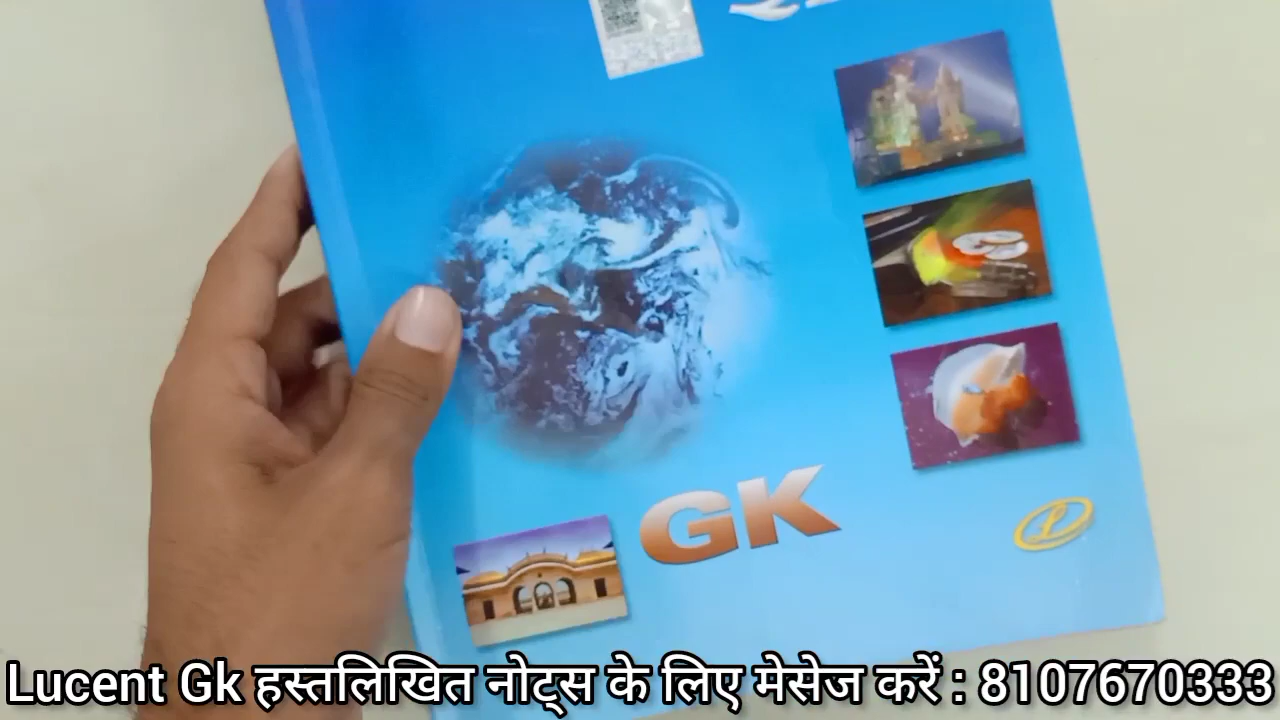 GK
Lucent Gk हस्तलिखित नोट्स के लिए मेसेज करें : 8107670333